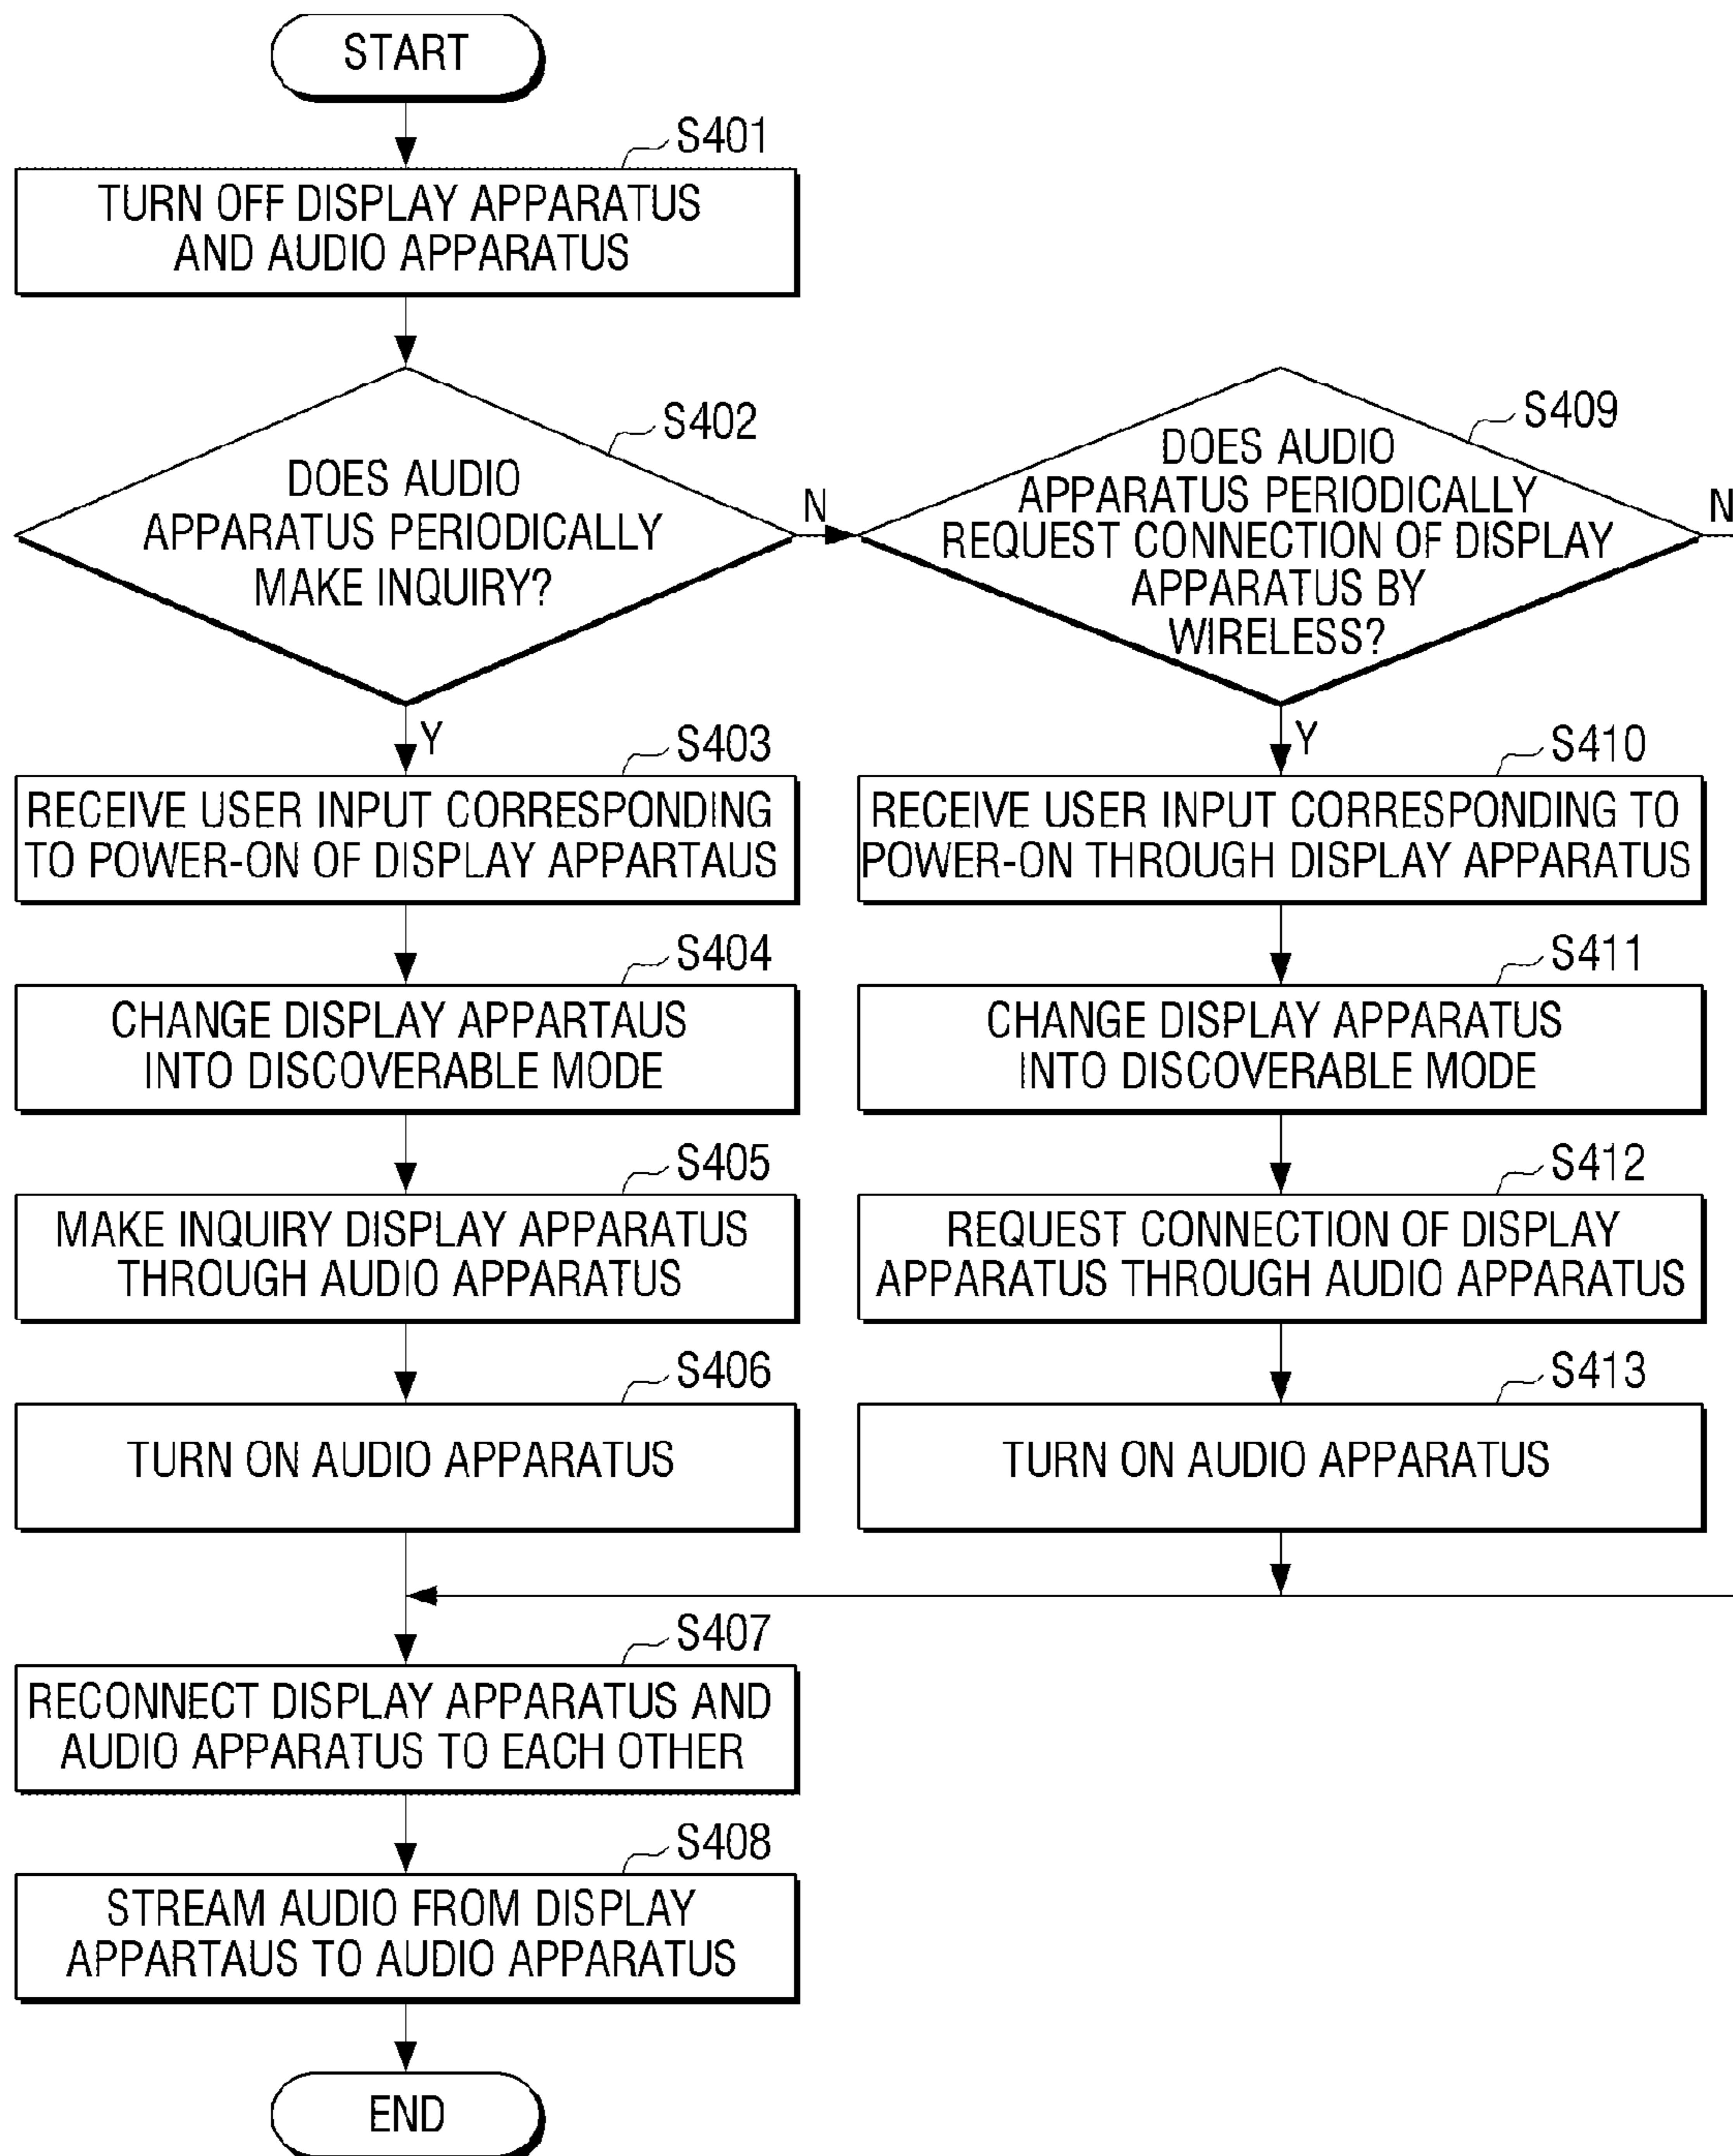 START
S401
TURN OFF DISPLAY APPARATUS
AND AUDIO APPARATUS
S402
DOES AUDIO
APPARATUS PERIODICALLY
MAKE INQUIRY?
N
Y
S409
DOES AUDIO
APPARATUS PERIODICALLY
REQUEST CONNECTION OF DISPLAY
APPARATUS BY
WIRELESS?
N
Y
S403
RECEIVE USER INPUT CORRESPONDING
TO POWER-ON OF DISPLAY APPARTAUS
S404
CHANGE DISPLAY APPARTAUS
INTO DISCOVERABLE MODE
S405
MAKE INQUIRY DISPLAY APPARATUS
THROUGH AUDIO APPARATUS
S406
TURN ON AUDIO APPARATUS
S410
RECEIVE USER INPUT CORRESPONDING TO
POWER-ON THROUGH DISPLAY APPARATUS
S411
CHANGE DISPLAY APPARATUS
INTO DISCOVERABLE MODE
S412
REQUEST CONNECTION OF DISPLAY
APPARATUS THROUGH AUDIO APPARATUS
S413
TURN ON AUDIO APPARATUS
S407
RECONNECT DISPLAY APPARATUS AND
AUDIO APPARATUS TO EACH OTHER
S408
STREAM AUDIO FROM DISPLAY
APPARTAUS TO AUDIO APPARATUS
END